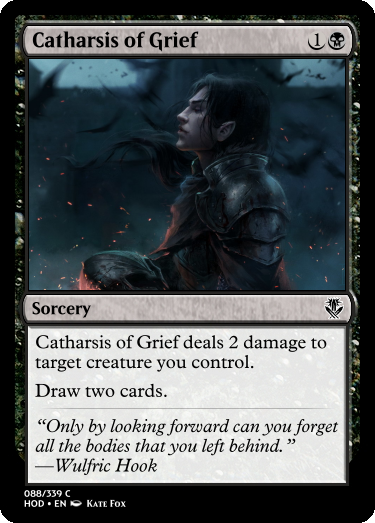 Catharsis of Grief 1
Sorcery
Catharsis of Grief deals 2 damage to
target creature you control.
Draw two cards.
“Only by looking forward can you forget
all the bodies that you left behind.”
—Wulfric Hook
088/339 C
HOD • EN Kate Fox